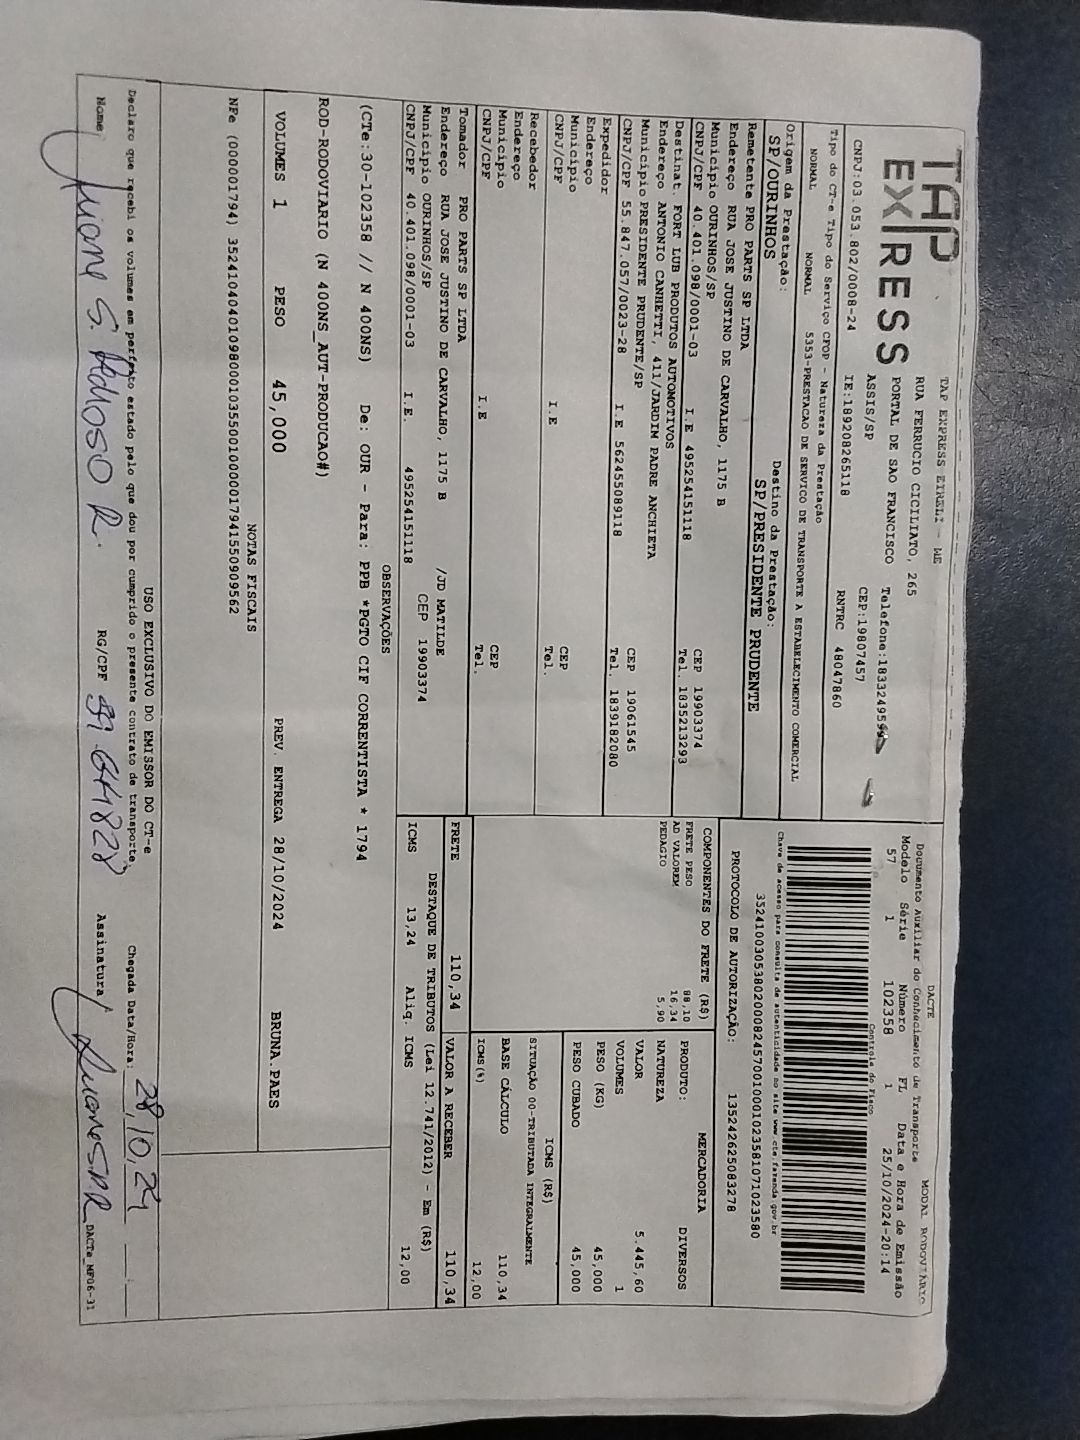 TAP
EXPRESS
TAP EXPRESS EIRELI - ME
RUA FERRUCIO CICILIATO, 265
PORTAL DE SAO FRANCISCO
ASSIS/SP
Telefone:1833249599
CEP:19807457
CNPJ:03.053.802/0008-24 IE:189208265118 RNTRC 48047860
Tipo do CT-e Tipo do Serviço CFOP - Natureza da Prestação
NORMAL NORMAL 5353-PRESTACAO DE SERVICO DE TRANSPORTE A ESTABELECIMENTO COMERCIAL
Origem da Prestação: Destino da Prestação:
SP/OURINHOS SP/PRESIDENTE PRUDENTE
Remetente PRO PARTS SP LTDA
Endereço RUA JOSE JUSTINO DE CARVALHO, 1175 B
Município OURINHOS/SP CEP 19903374
CNPJ/CPF 40.401.098/0001-03 I.E 495254151118 Tel. 1835213293
Destinat. FORT LUB PRODUTOS AUTOMOTIVOS
Endereço ANTONIO CANHETTI, 411/JARDIM PADRE ANCHIETA
Município PRESIDENTE PRUDENTE/SP CEP 19061545
CNPJ/CPF 55.847.057/0023-28 I.E 562455089118 Tel. 1839182080
Expedidor
Endereço
Município CEP
CNPJ/CPF I.E Tel.
Recebedor
Endereço
Município CEP
CNPJ/CPF I.E Tel.
Tomador PRO PARTS SP LTDA
Endereço RUA JOSE JUSTINO DE CARVALHO, 1175 B /JD MATILDE
Município OURINHOS/SP CEP 19903374
CNPJ/CPF 40.401.098/0001-03 I.E. 495254151118
DACTE MODAL RODOVIÁRIO
Documento Auxiliar do Conhecimento de Transporte
Modelo Série Número FL Data e Hora de Emissão
57 1 102358 1 25/10/2024-20:14
Controle do Fisco
Chave de acesso para consulta de autenticidade no site www.cte.fazenda.gov.br
35241003053802000824570010001023581071023580
PROTOCOLO DE AUTORIZAÇÃO: 135242625083278
COMPONENTES DO FRETE (R$)
FRETE PESO 88,10
AD VALOREM 16,34
PEDAGIO 5,90
MERCADORIA
PRODUTO: DIVERSOS
NATUREZA
VALOR 5.445,60
VOLUMES 1
PESO (KG) 45,000
PESO CUBADO 45,000
ICMS (R$)
SITUAÇÃO 00-TRIBUTADA INTEGRALMENTE
BASE CÁLCULO 110,34
ICMS(%) 12,00
FRETE 110,34 VALOR A RECEBER 110,34
DESTAQUE DE TRIBUTOS (Lei 12.741/2012) - Em (R$)
ICMS 13,24 Aliq. ICMS 12,00
OBSERVAÇÕES
(CTe:30-102358 // N 400NS) De: OUR - Para: PPB *PGTO CIF CORRENTISTA * 1794
ROD-RODOVIARIO (N 400NS_AUT-PRODUCAO#)
VOLUMES 1 PESO 45,000 PREV. ENTREGA 28/10/2024 BRUNA.PAES
NOTAS FISCAIS
NFe (000001794) 35241040401098000103550010000017941550909562
USO EXCLUSIVO DO EMISSOR DO CT-e
Declaro que recebi os volumes em perfeito estado pelo que dou por cumprido o presente contrato de transporte. Chegada Data/Hora: 28/10/24
Nome RG/CPF Assinatura DACTe_MF06-31